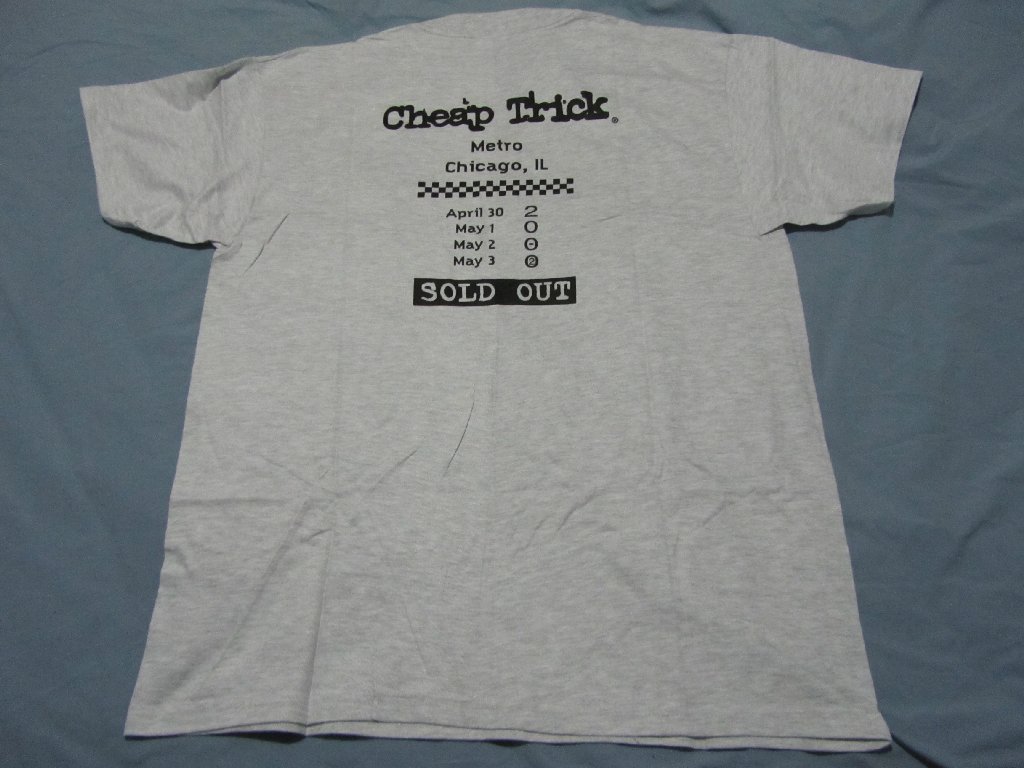 Cheap Trick®
Metro
Chicago, IL
April 30 2
May 1 0
May 2 0
May 3 2
SOLD OUT